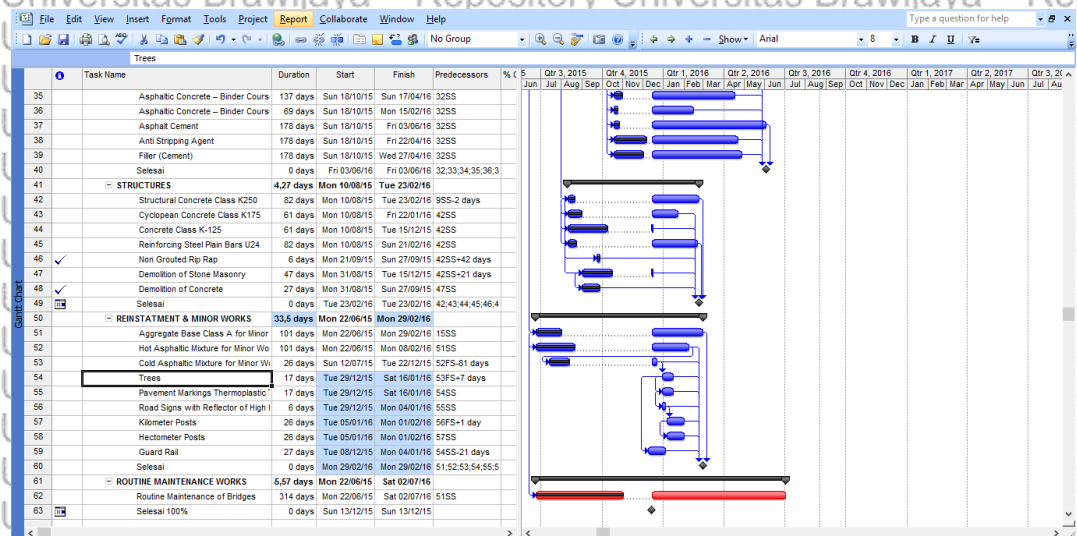 Universitas Brawijaya Repository Universitas Brawijaya Re
File Edit View Insert Format Tools Project Report Collaborate Window Help Type a question for help
No Group Show Arial 8 B I U
Trees
Task Name Duration Start Finish Predecessors % C 5 Qtr 3, 2015 Qtr 4, 2015 Qtr 1, 2016 Qtr 2, 2016 Qtr 3, 2016 Qtr 4, 2016 Qtr 1, 2017 Qtr 2, 2017 Qtr 3, 20
Jun Jul Aug Sep Oct Nov Dec Jan Feb Mar Apr May Jun Jul Aug Sep Oct Nov Dec Jan Feb Mar Apr May Jun Jul Au
35 Asphaltic Concrete – Binder Cours 137 days Sun 18/10/15 Sun 17/04/16 32SS
36 Asphaltic Concrete – Binder Cours 69 days Sun 18/10/15 Mon 15/02/16 32SS
37 Asphalt Cement 178 days Sun 18/10/15 Fri 03/06/16 32SS
38 Anti Stripping Agent 178 days Sun 18/10/15 Fri 22/04/16 32SS
39 Filler (Cement) 178 days Sun 18/10/15 Wed 27/04/16 32SS
40 Selesai 0 days Fri 03/06/16 Fri 03/06/16 32;33;34;35;36;3
41 STRUCTURES 4,27 days Mon 10/08/15 Tue 23/02/16
42 Structural Concrete Class K250 82 days Mon 10/08/15 Tue 23/02/16 9SS-2 days
43 Cyclopean Concrete Class K175 61 days Mon 10/08/15 Fri 22/01/16 42SS
44 Concrete Class K-125 61 days Mon 10/08/15 Tue 15/12/15 42SS
45 Reinforcing Steel Plain Bars U24 82 days Mon 10/08/15 Sun 21/02/16 42SS
46 Non Grouted Rip Rap 6 days Mon 21/09/15 Sun 27/09/15 42SS+42 days
47 Demolition of Stone Masonry 47 days Mon 31/08/15 Tue 15/12/15 42SS+21 days
48 Demolition of Concrete 27 days Mon 31/08/15 Sun 27/09/15 47SS
49 Selesai 0 days Tue 23/02/16 Tue 23/02/16 42;43;44;45;46;4
50 REINSTATMENT & MINOR WORKS 33,5 days Mon 22/06/15 Mon 29/02/16
51 Aggregate Base Class A for Minor 101 days Mon 22/06/15 Mon 29/02/16 15SS
52 Hot Asphaltic Mixture for Minor Wo 101 days Mon 22/06/15 Mon 08/02/16 51SS
53 Cold Asphaltic Mixture for Minor Wo 26 days Sun 12/07/15 Tue 22/12/15 52FS-81 days
54 Trees 17 days Tue 29/12/15 Sat 16/01/16 53FS+7 days
55 Pavement Markings Thermoplastic 17 days Tue 29/12/15 Sat 16/01/16 54SS
56 Road Signs with Reflector of High I 6 days Tue 29/12/15 Mon 04/01/16 55SS
57 Kilometer Posts 26 days Tue 05/01/16 Mon 01/02/16 56FS+1 day
58 Hectometer Posts 26 days Tue 05/01/16 Mon 01/02/16 57SS
59 Guard Rail 27 days Tue 08/12/15 Mon 04/01/16 54SS-21 days
60 Selesai 0 days Mon 29/02/16 Mon 29/02/16 51;52;53;54;55;5
61 ROUTINE MAINTENANCE WORKS 5,57 days Mon 22/06/15 Sat 02/07/16
62 Routine Maintenance of Bridges 314 days Mon 22/06/15 Sat 02/07/16 51SS
63 Selesai 100% 0 days Sun 13/12/15 Sun 13/12/15
Gantt Chart